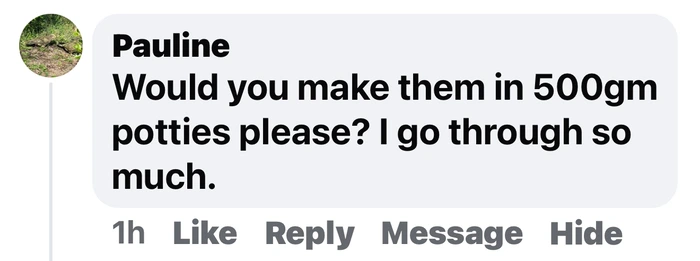 Pauline
Would you make them in 500gm
potties please? I go through so
much.
1h Like Reply Message Hide